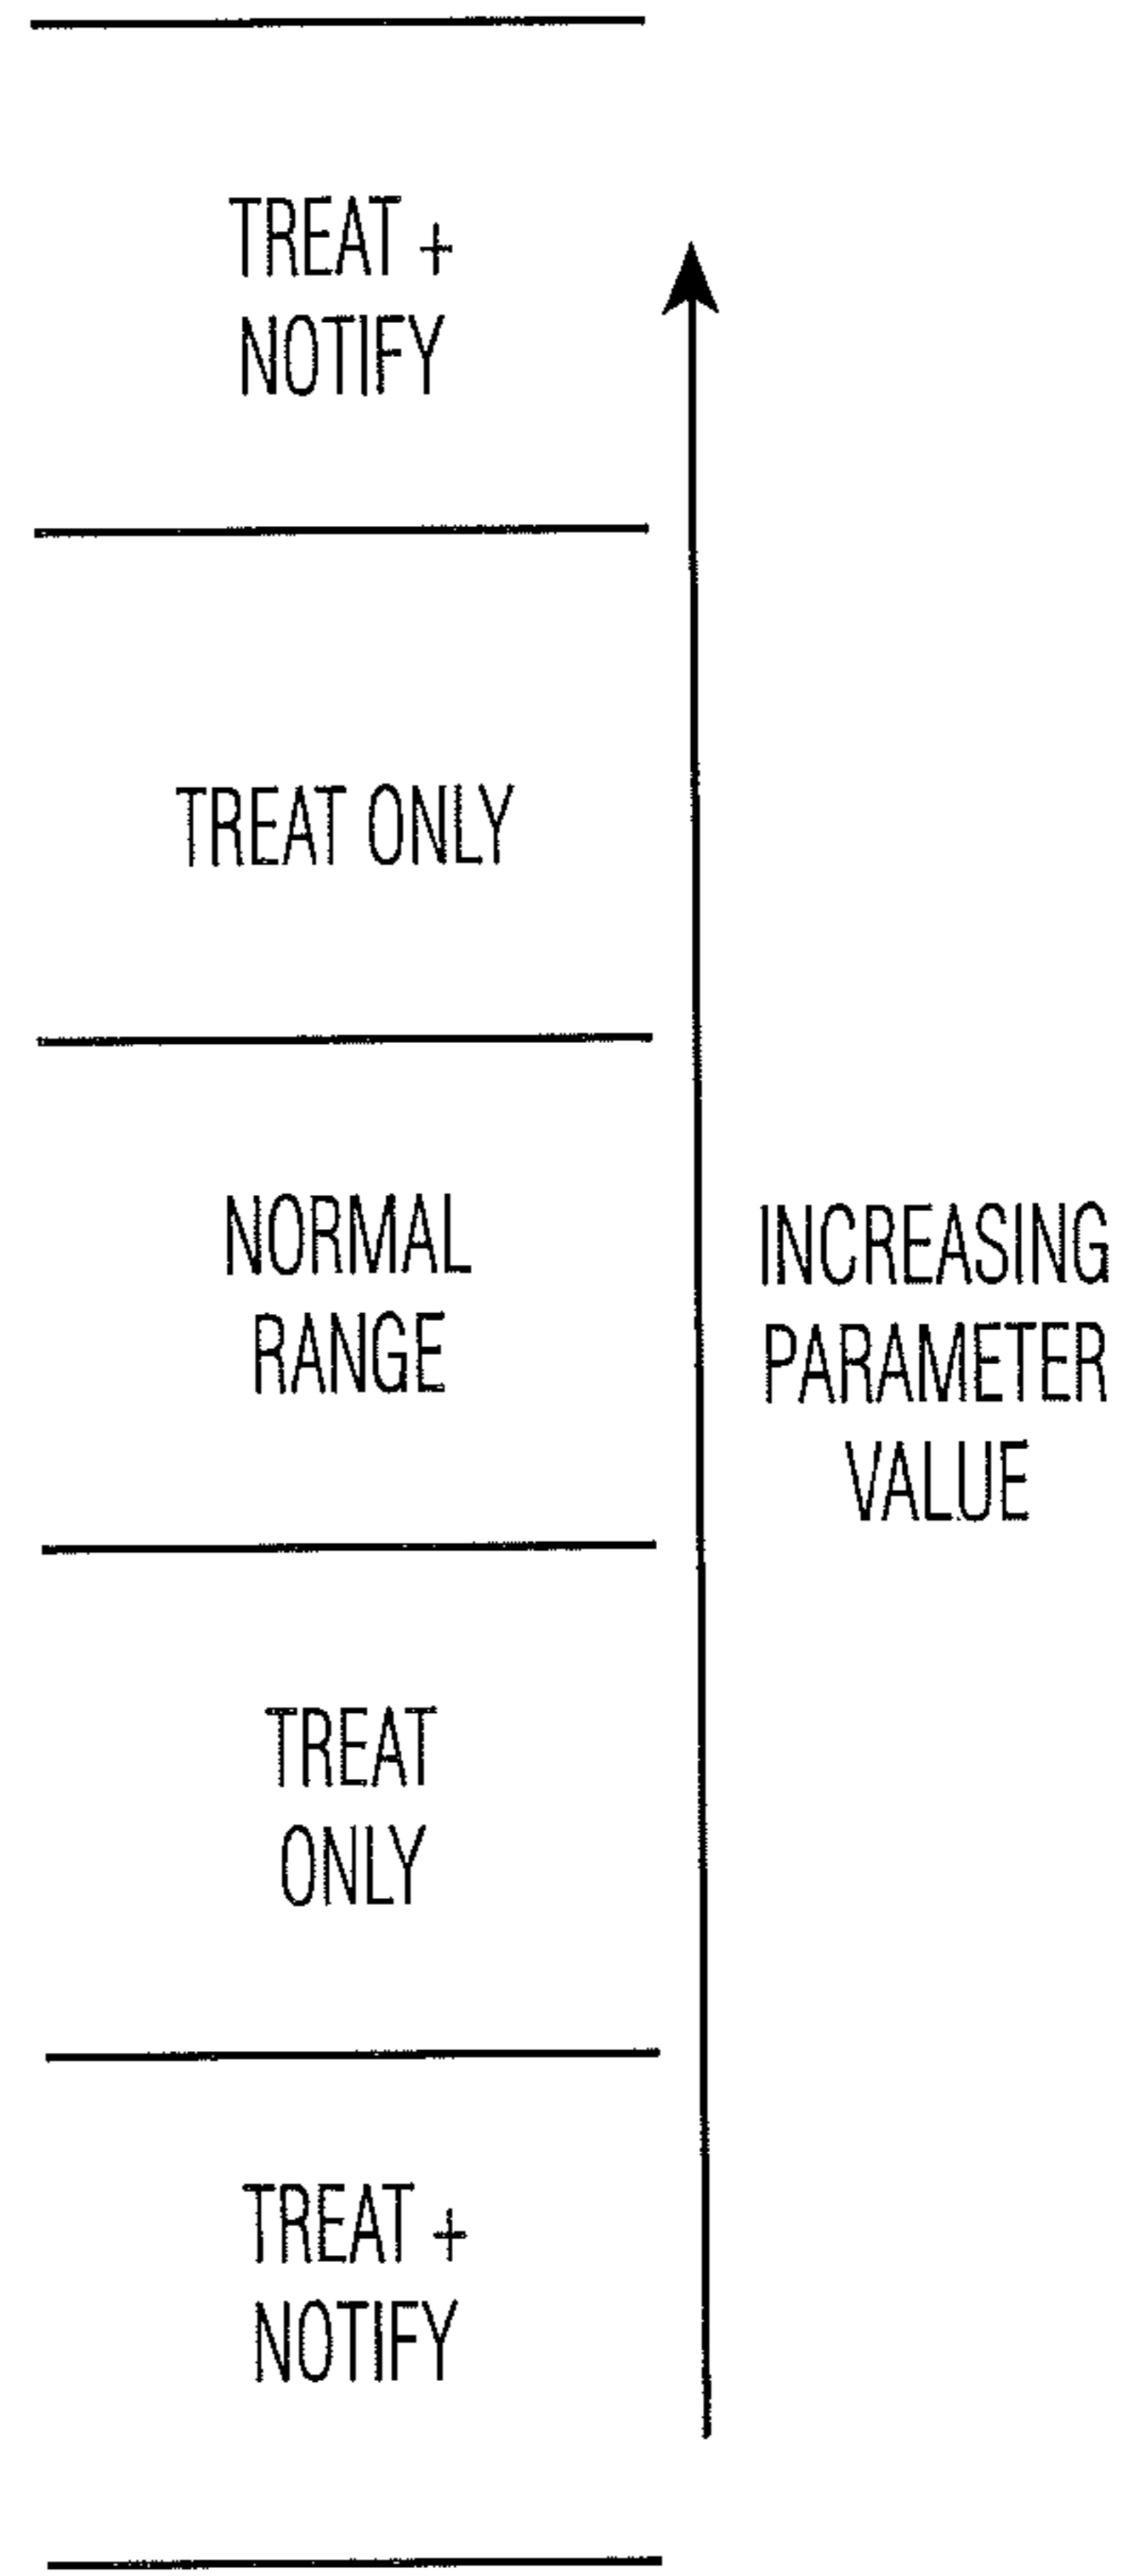 TREAT +
NOTIFY
TREAT ONLY
NORMAL
RANGE
INCREASING
PARAMETER
VALUE
TREAT
ONLY
TREAT +
NOTIFY